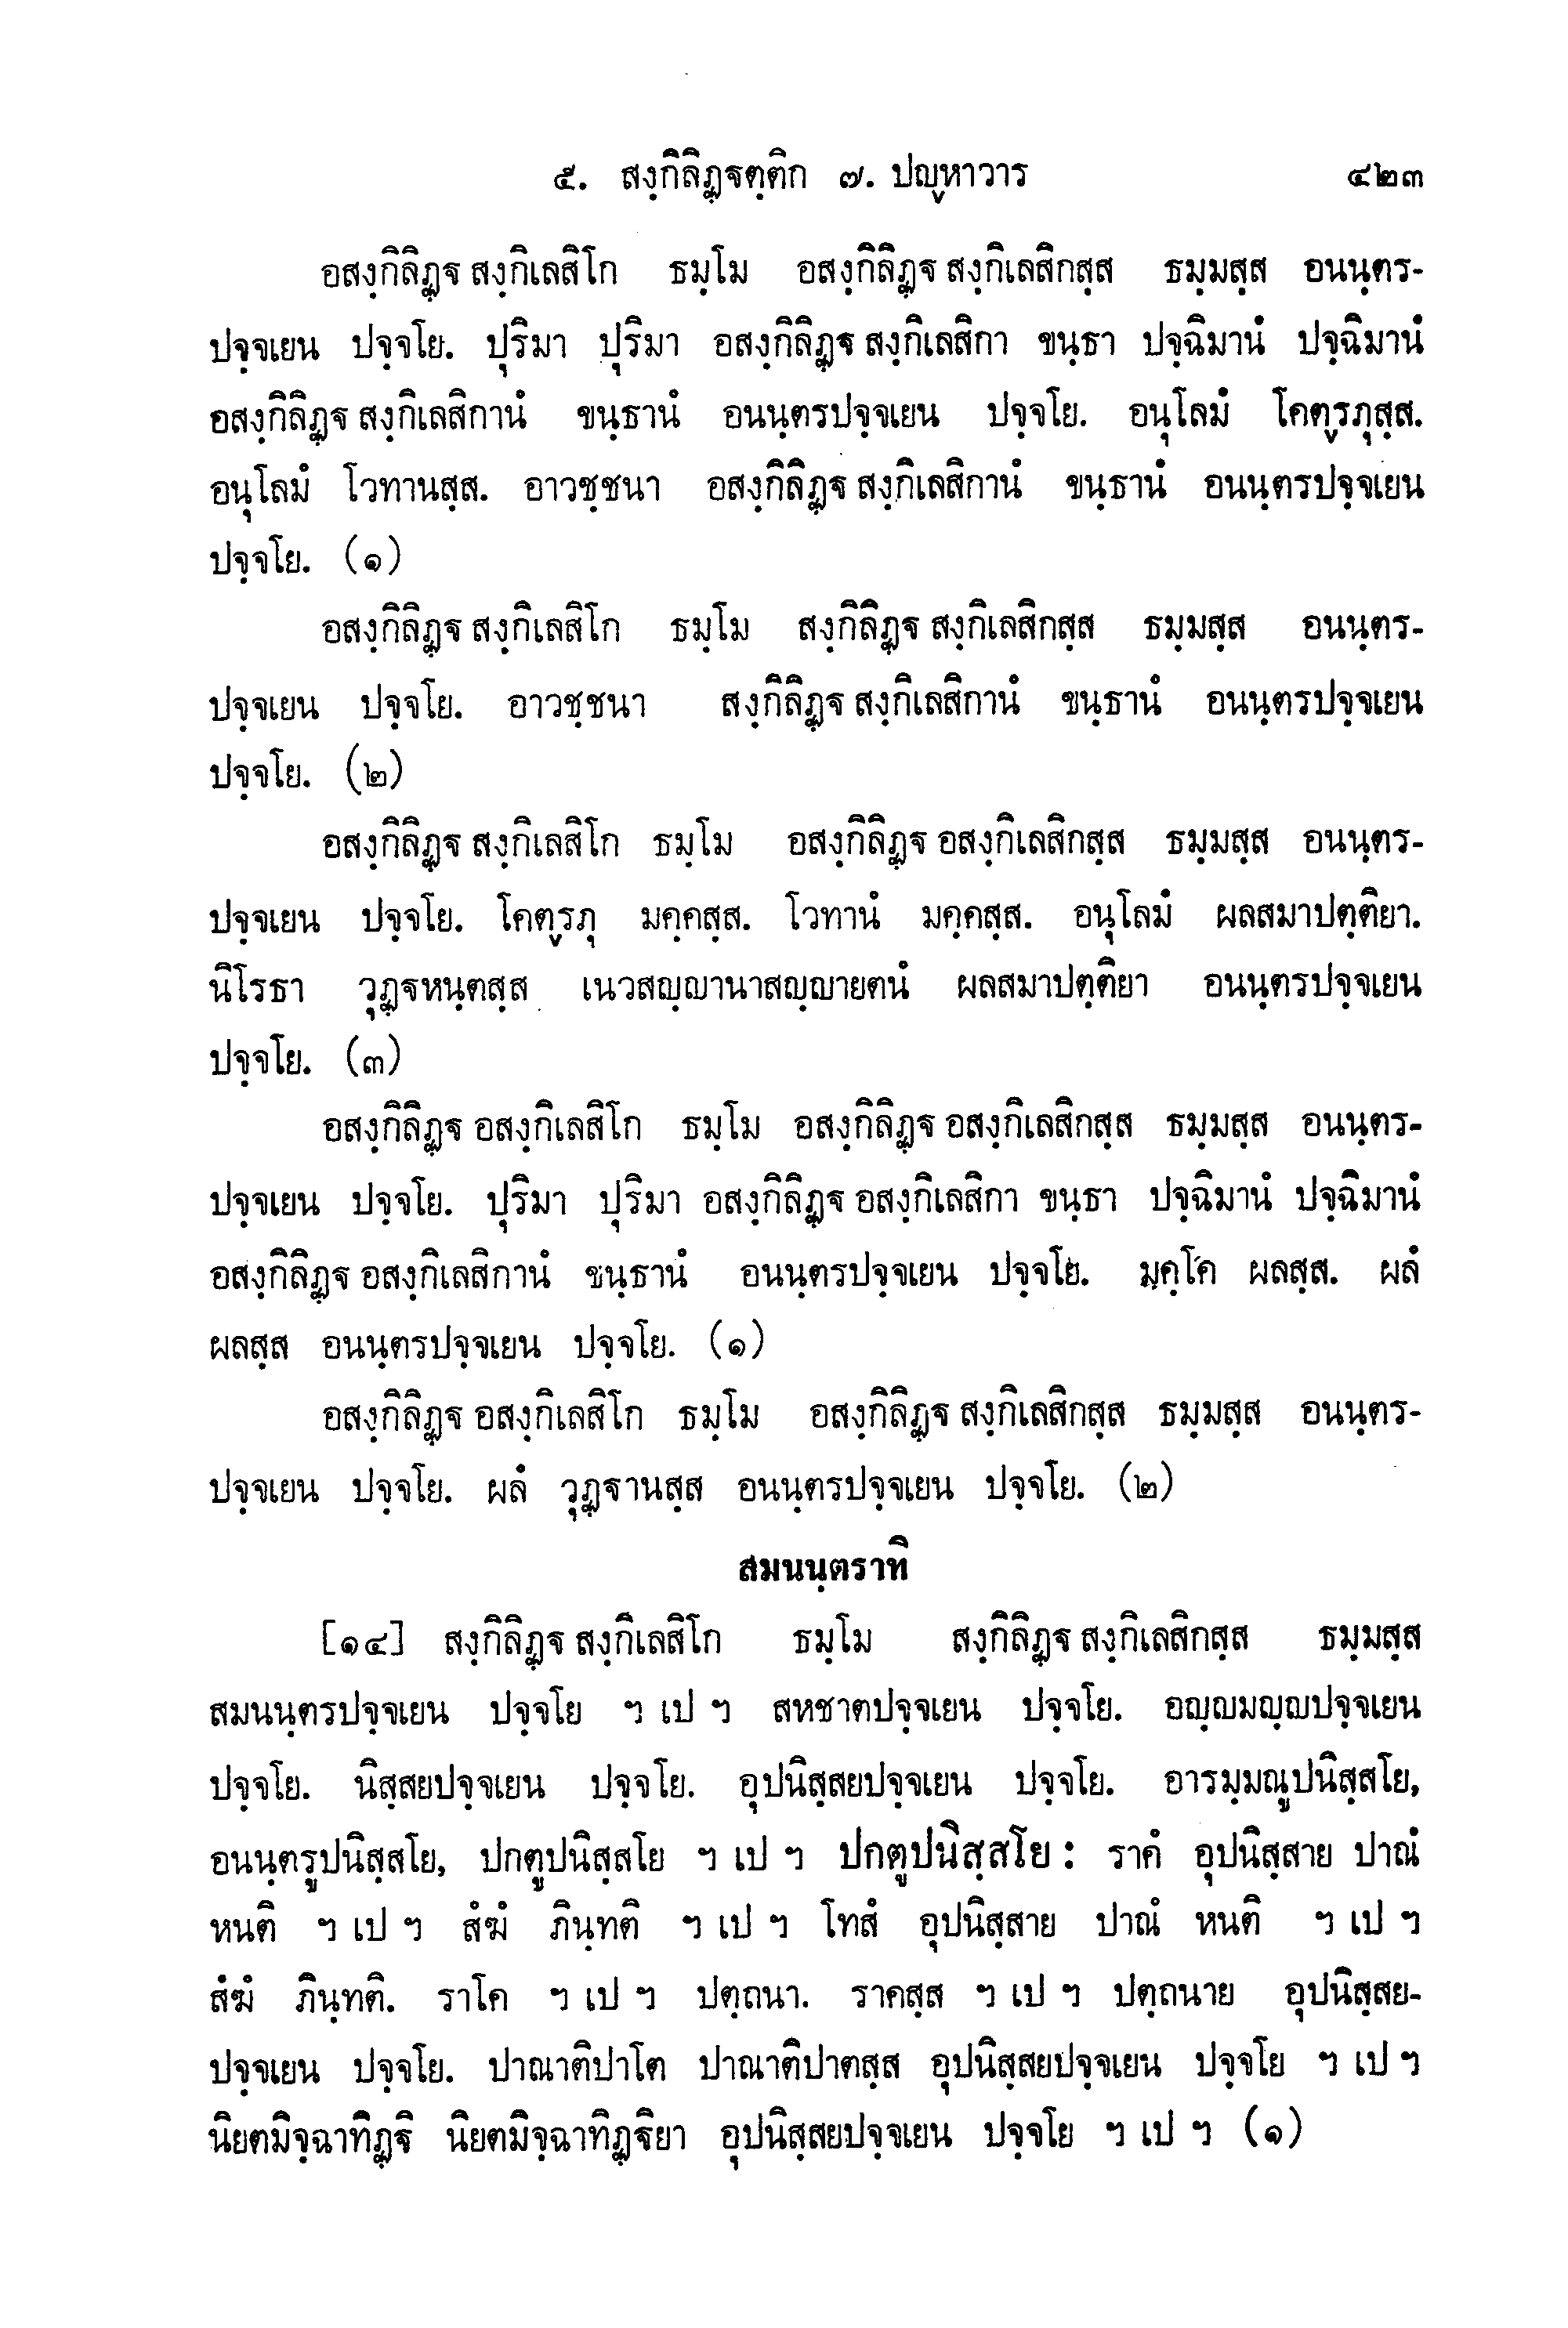 ๕. สงฺกิลิฏฺฐตฺติก ๗. ปญฺหาวาร ๔๒๓
อสงฺกิลิฏฺฐ สงฺกิเลสิโก ธมฺโม อสงฺกิลิฏฺฐ สงฺกิเลสิกสฺส ธมฺมสฺส อนนฺตร-
ปจฺจเยน ปจฺจโย. ปุริมา ปุริมา อสงฺกิลิฏฺฐ สงฺกิเลสิกา ขนฺธา ปจฺฉิมานํ ปจฺฉิมานํ
อสงฺกิลิฏฺฐ สงฺกิเลสิกานํ ขนฺธานํ อนนฺตรปจฺจเยน ปจฺจโย. อนุโลมํ โคตฺรภุสฺส.
อนุโลมํ โวทานสฺส. อาวชฺชนา อสงฺกิลิฏฺฐ สงฺกิเลสิกานํ ขนฺธานํ อนนฺตรปจฺจเยน
ปจฺจโย. (๑)
อสงฺกิลิฏฺฐ สงฺกิเลสิโก ธมฺโม สงฺกิลิฏฺฐ สงฺกิเลสิกสฺส ธมฺมสฺส อนนฺตร-
ปจฺจเยน ปจฺจโย. อาวชฺชนา สงฺกิลิฏฺฐ สงฺกิเลสิกานํ ขนฺธานํ อนนฺตรปจฺจเยน
ปจฺจโย. (๒)
อสงฺกิลิฏฺฐ สงฺกิเลสิโก ธมฺโม อสงฺกิลิฏฺฐ อสงฺกิเลสิกสฺส ธมฺมสฺส อนนฺตร-
ปจฺจเยน ปจฺจโย. โคตฺรภุ มคฺคสฺส. โวทานํ มคฺคสฺส. อนุโลมํ ผลสมาปตฺติยา.
นิโรธา วุฏฺฐหนฺตสฺส เนวสญฺญานาสญฺญายตนํ ผลสมาปตฺติยา อนนฺตรปจฺจเยน
ปจฺจโย. (๓)
อสงฺกิลิฏฺฐ อสงฺกิเลสิโก ธมฺโม อสงฺกิลิฏฺฐ อสงฺกิเลสิกสฺส ธมฺมสฺส อนนฺตร-
ปจฺจเยน ปจฺจโย. ปุริมา ปุริมา อสงฺกิลิฏฺฐ อสงฺกิเลสิกา ขนฺธา ปจฺฉิมานํ ปจฺฉิมานํ
อสงฺกิลิฏฺฐ อสงฺกิเลสิกานํ ขนฺธานํ อนนฺตรปจฺจเยน ปจฺจโย. มคฺโค ผลสฺส. ผลํ
ผลสฺส อนนฺตรปจฺจเยน ปจฺจโย. (๑)
อสงฺกิลิฏฺฐ อสงฺกิเลสิโก ธมฺโม อสงฺกิลิฏฺฐ สงฺกิเลสิกสฺส ธมฺมสฺส อนนฺตร-
ปจฺจเยน ปจฺจโย. ผลํ วุฏฺฐานสฺส อนนฺตรปจฺจเยน ปจฺจโย. (๒)
สมนนฺตราทิ
[๑๔] สงฺกิลิฏฺฐ สงฺกิเลสิโก ธมฺโม สงฺกิลิฏฺฐ สงฺกิเลสิกสฺส ธมฺมสฺส
สมนนฺตรปจฺจเยน ปจฺจโย ฯ เป ฯ สหชาตปจฺจเยน ปจฺจโย. อญฺญมญฺญปจฺจเยน
ปจฺจโย. นิสฺสยปจฺจเยน ปจฺจโย. อุปนิสฺสยปจฺจเยน ปจฺจโย. อารมฺมณูปนิสฺสโย,
อนนฺตรูปนิสฺสโย, ปกตูปนิสฺสโย ฯ เป ฯ ปกตูปนิสฺสโย : ราคํ อุปนิสฺสาย ปาณํ
หนติ ฯ เป ฯ สํฆํ ภินฺทติ ฯ เป ฯ โทสํ อุปนิสฺสาย ปาณํ หนติ ฯ เป ฯ
สํฆํ ภินฺทติ. ราโค ฯ เป ฯ ปตฺถนา. ราคสฺส ฯ เป ฯ ปตฺถนาย อุปนิสฺสย-
ปจฺจเยน ปจฺจโย. ปาณาติปาโต ปาณาติปาตสฺส อุปนิสฺสยปจฺจเยน ปจฺจโย ฯ เป ฯ
นิยตมิจฺฉาทิฏฺฐิ นิยตมิจฺฉาทิฏฺฐิยา อุปนิสฺสยปจฺจเยน ปจฺจโย ฯ เป ฯ (๑)